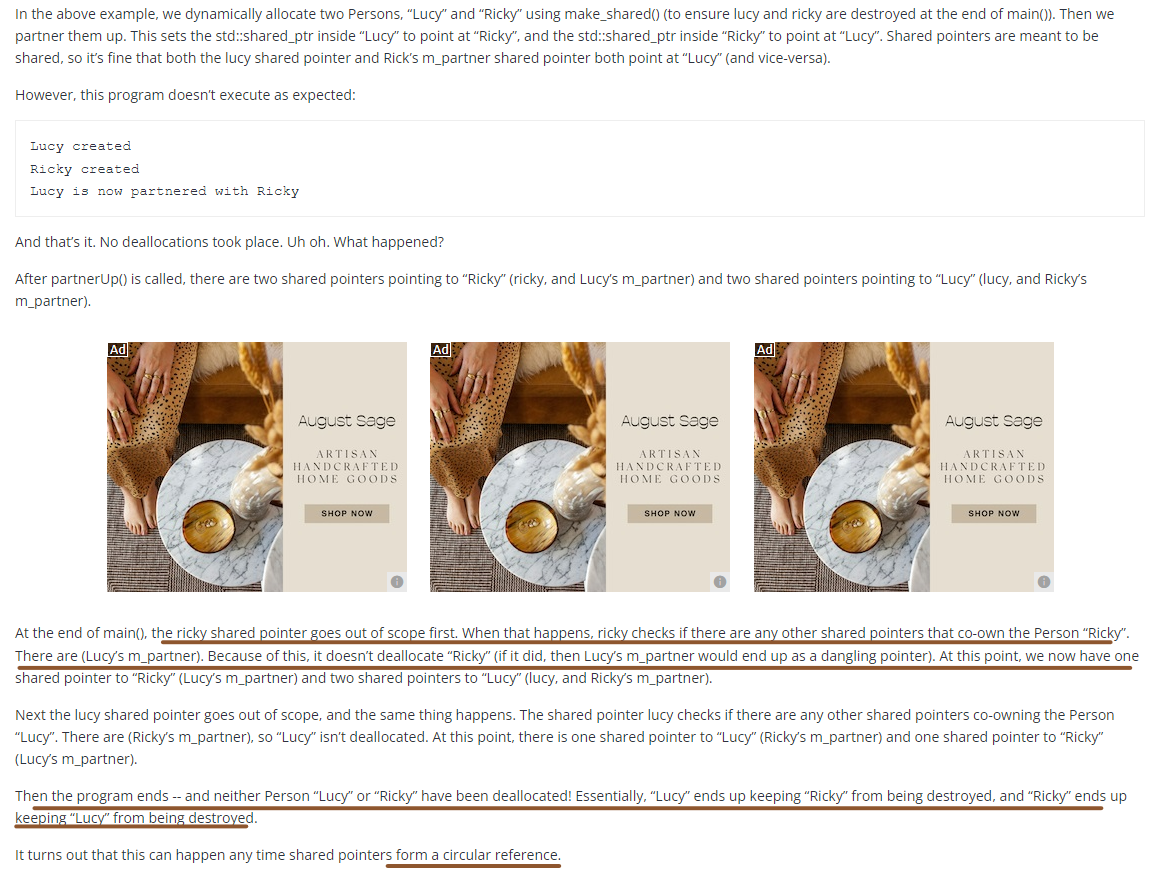 In the above example, we dynamically allocate two Persons, “Lucy” and “Ricky” using make_shared() (to ensure lucy and ricky are destroyed at the end of main()). Then we
partner them up. This sets the std::shared_ptr inside “Lucy” to point at “Ricky”, and the std::shared_ptr inside “Ricky” to point at “Lucy”. Shared pointers are meant to be
shared, so it’s fine that both the lucy shared pointer and Rick’s m_partner shared pointer both point at “Lucy” (and vice-versa).
However, this program doesn’t execute as expected:
Lucy created
Ricky created
Lucy is now partnered with Ricky
And that’s it. No deallocations took place. Uh oh. What happened?
After partnerUp() is called, there are two shared pointers pointing to “Ricky” (ricky, and Lucy’s m_partner) and two shared pointers pointing to “Lucy” (lucy, and Ricky’s
m_partner).
Ad
August Sage
ARTISAN
HANDCRAFTED
HOME GOODS
SHOP NOW
Ad
August Sage
ARTISAN
HANDCRAFTED
HOME GOODS
SHOP NOW
Ad
August Sage
ARTISAN
HANDCRAFTED
HOME GOODS
SHOP NOW
At the end of main(), the ricky shared pointer goes out of scope first. When that happens, ricky checks if there are any other shared pointers that co-own the Person “Ricky”.
There are (Lucy’s m_partner). Because of this, it doesn’t deallocate “Ricky” (if it did, then Lucy’s m_partner would end up as a dangling pointer). At this point, we now have one
shared pointer to “Ricky” (Lucy’s m_partner) and two shared pointers to “Lucy” (lucy, and Ricky’s m_partner).
Next the lucy shared pointer goes out of scope, and the same thing happens. The shared pointer lucy checks if there are any other shared pointers co-owning the Person
“Lucy”. There are (Ricky’s m_partner), so “Lucy” isn’t deallocated. At this point, there is one shared pointer to “Lucy” (Ricky’s m_partner) and one shared pointer to “Ricky”
(Lucy’s m_partner).
Then the program ends -- and neither Person “Lucy” or “Ricky” have been deallocated! Essentially, “Lucy” ends up keeping “Ricky” from being destroyed, and “Ricky” ends up
keeping “Lucy” from being destroyed.
It turns out that this can happen any time shared pointers form a circular reference.